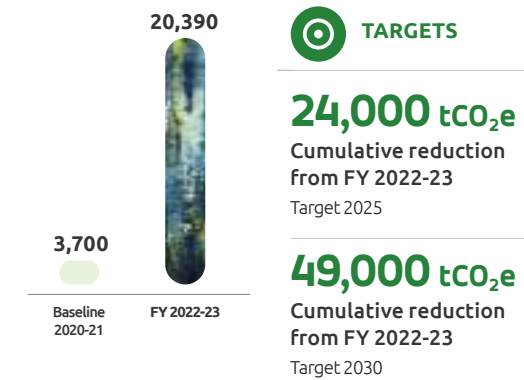 20,390
3,700
Baseline
2020-21
FY 2022-23
TARGETS
24,000 tCO₂e
Cumulative reduction
from FY 2022-23
Target 2025
49,000 tCO₂e
Cumulative reduction
from FY 2022-23
Target 2030